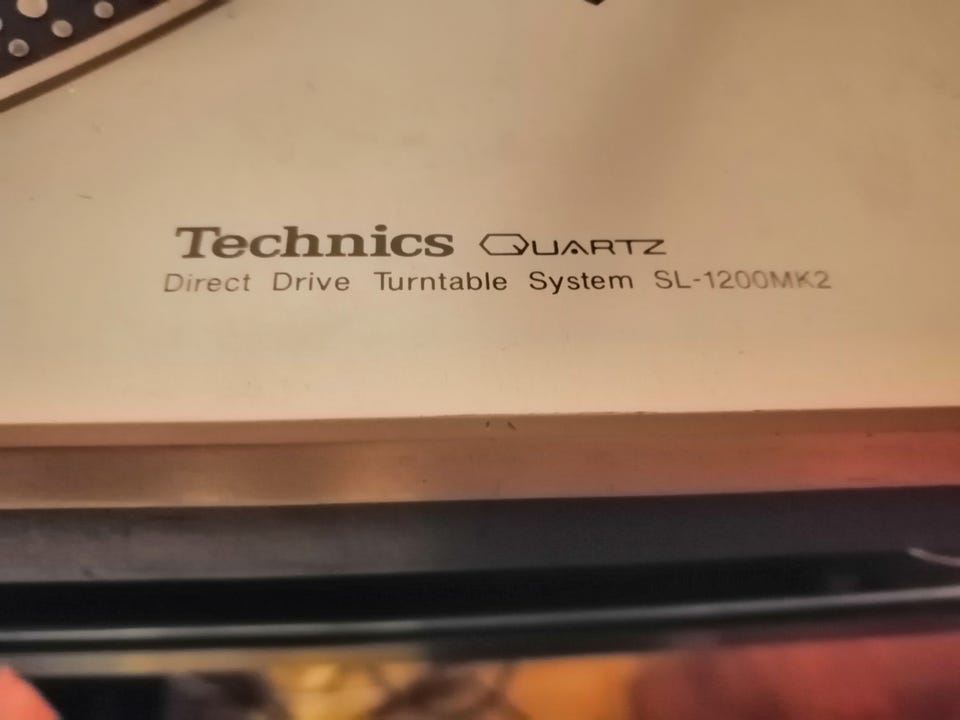 Technics QUARTZ
Direct Drive Turntable System SL-1200MK2